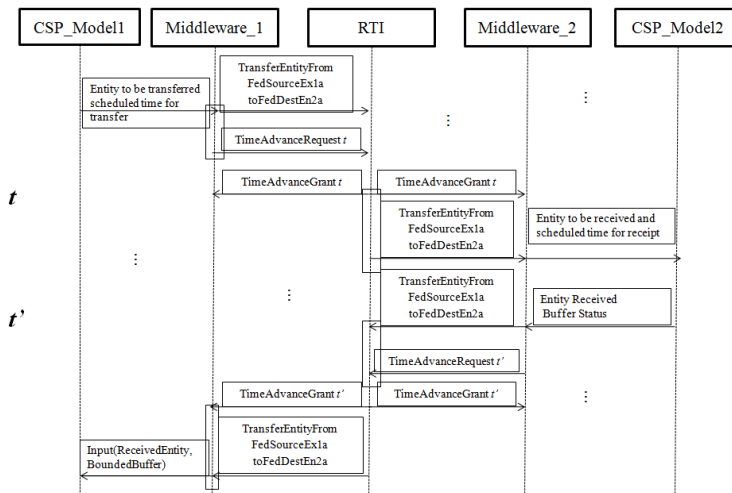 CSP_Model1
Middleware_1
RTI
Middleware_2
CSP_Model2
Entity to be transferred
scheduled time for
transfer
TransferEntityFrom
FedSourceEx1a
toFedDestEn2a
TimeAdvanceRequest t
t
TimeAdvanceGrant t
TimeAdvanceGrant t
TransferEntityFrom
FedSourceEx1a
toFedDestEn2a
Entity to be received and
scheduled time for receipt
t'
TransferEntityFrom
FedSourceEx1a
toFedDestEn2a
Entity Received
Buffer Status
TimeAdvanceRequest t'
TimeAdvanceGrant t'
TimeAdvanceGrant t'
Input(ReceivedEntity,
BoundedBuffer)
TransferEntityFrom
FedSourceEx1a
toFedDestEn2a